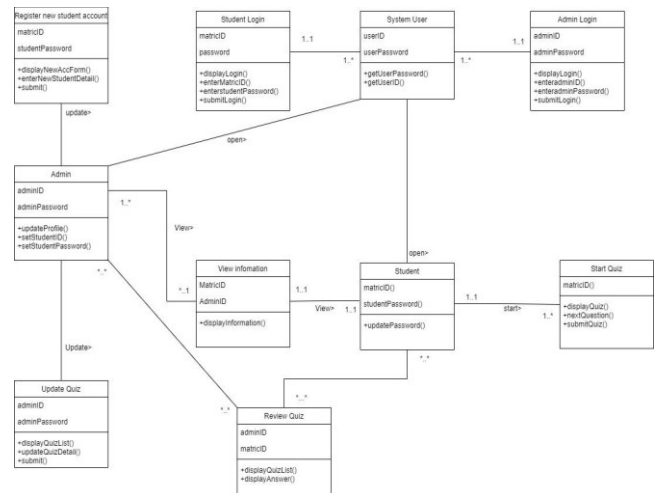 Register new student account
matricID
studentPassword
+displayNewAccForm()
+enterNewStudentDetail()
+submit()
Student Login
matricID
password
+displayLogin()
+enterMatricID()
+enterstudentPassword()
+submitLogin()
1..1
1..*
System User
userID
userPassword
+getUserPassword()
+getUserID()
1..1
1..*
Admin Login
adminID
adminPassword
+displayLogin()
+enteradminID()
+enteradminPassword()
+submitLogin()
update>
open>
Admin
adminID
adminPassword
+updateProfile()
+setStudentID()
+setStudentPassword()
1..*
View>
*..1
*..*
open>
View infomation
MatricID
AdminID
+displayInformation()
1..1
View>
1..1
Student
matricID()
studentPassword()
+updatePassword()
1..1
start>
1..*
Start Quiz
matricID()
+displayQuiz()
+nextQuestion()
+submitQuiz()
Update>
*..*
*...*
*..*
Update Quiz
adminID
adminPassword
+displayQuizList()
+updateQuizDetail()
+submit()
Review Quiz
adminID
matricID
+displayQuizList()
+displayAnswer()